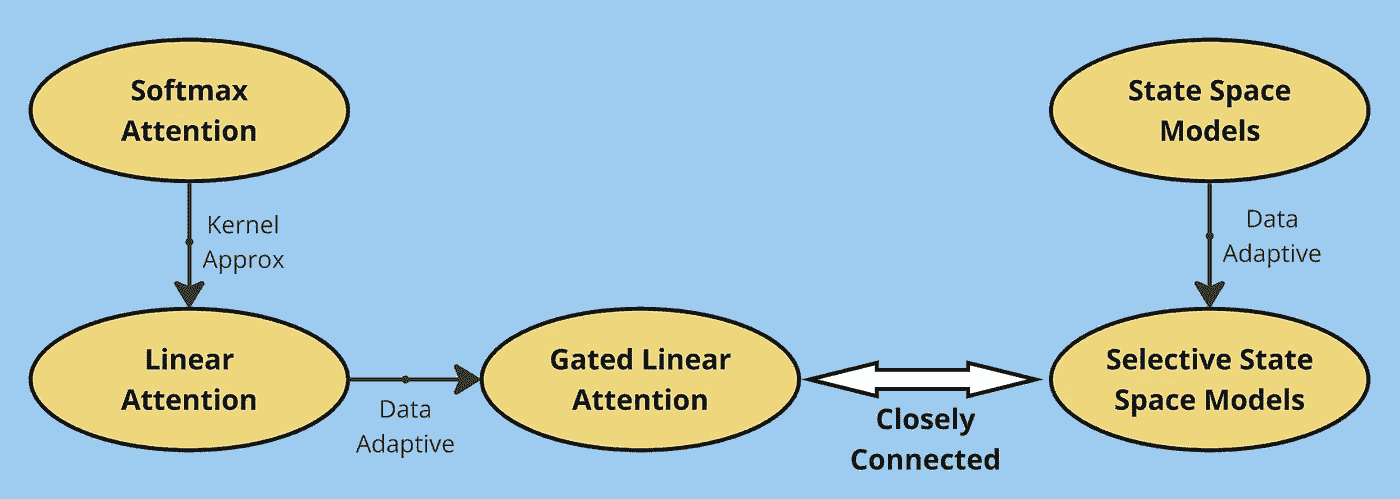 Softmax
Attention
State Space
Models
Kernel
Approx
Data
Adaptive
Linear
Attention
Data
Adaptive
Gated Linear
Attention
Closely
Connected
Selective State
Space Models